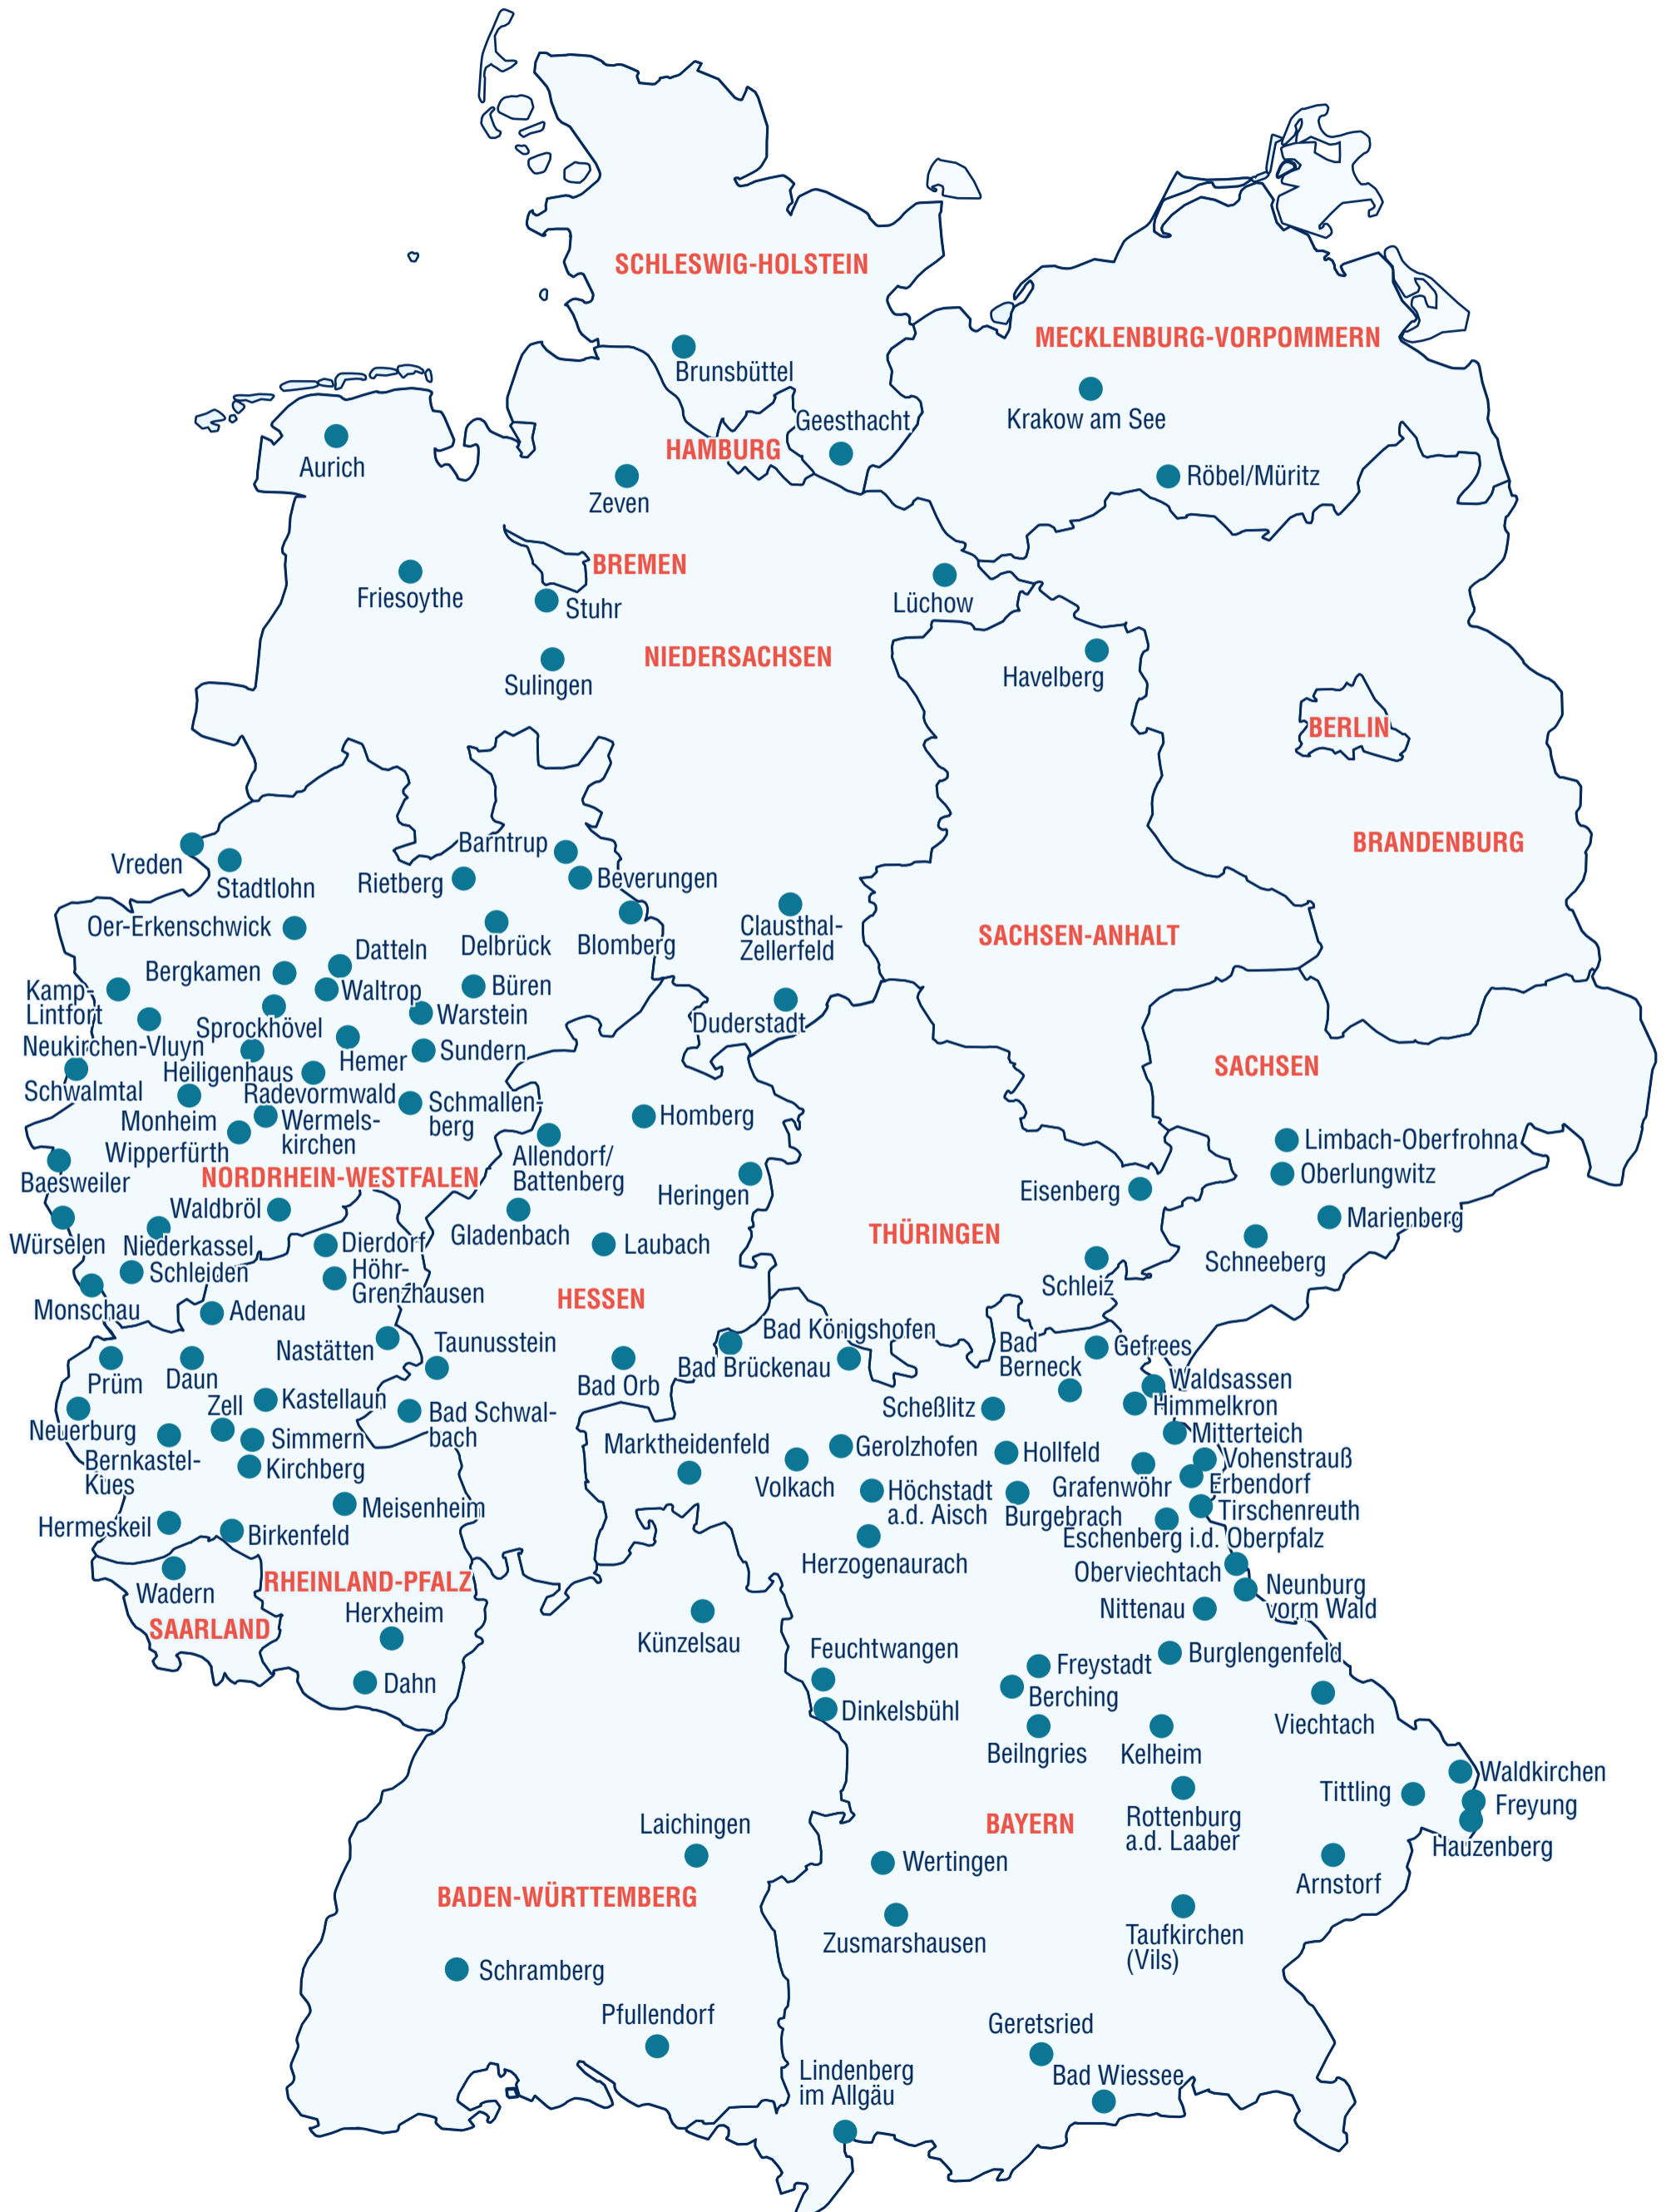 SCHLESWIG-HOLSTEIN
MECKLENBURG-VORPOMMERN
Brunsbüttel
Krakow am See
Geesthacht
HAMBURG
Aurich
Röbel/Müritz
Zeven
BREMEN
Friesoythe
Stuhr
Lüchow
NIEDERSACHSEN
Sulingen
Havelberg
BERLIN
BRANDENBURG
Barntrup
Vreden
Stadtlohn
Rietberg
Beverungen
Oer-Erkenschwick
Delbrück
Blomberg
Clausthal-
Zellerfeld
SACHSEN-ANHALT
Datteln
Bergkamen
Kamp-
Lintfort
Waltrop
Büren
Warstein
Sprockhövel
Duderstadt
Neukirchen-Vluyn
Hemer
Sundern
SACHSEN
Heiligenhaus
Schwalmtal
Radevormwald
Schmallen-
berg
Homberg
Monheim
Wermels-
kirchen
Limbach-Oberfrohna
Wipperfürth
Allendorf/
Battenberg
NORDRHEIN-WESTFALEN
Baesweiler
Heringen
Eisenberg
Oberlungwitz
Waldbröl
Marienberg
Gladenbach
Laubach
THÜRINGEN
Würselen
Niederkassel
Dierdorf
Schneeberg
Schleiden
Höhr-
Grenzhausen
Schleiz
HESSEN
Monschau
Adenau
Bad Königshofen
Nastätten
Taunusstein
Bad Brückenau
Bad
Berneck
Gefrees
Prüm
Daun
Bad Orb
Waldsassen
Zell
Kastellaun
Scheßlitz
Himmelkron
Neuerburg
Bad Schwal-
bach
Mitterteich
Simmern
Marktheidenfeld
Gerolzhofen
Hollfeld
Vohenstrauß
Bernkastel-
Kues
Kirchberg
Volkach
Grafenwöhr
Erbendorf
Höchstadt
a.d. Aisch
Meisenheim
Burgebrach
Tirschenreuth
Hermeskeil
Birkenfeld
Eschenberg i.d. Oberpfalz
Herzogenaurach
Oberviechtach
RHEINLAND-PFALZ
Wadern
Neunburg
vorm Wald
Herxheim
Nittenau
SAARLAND
Künzelsau
Feuchtwangen
Freystadt
Burglengenfeld
Dahn
Berching
Dinkelsbühl
Viechtach
Beilngries
Kelheim
Waldkirchen
Tittling
Freyung
Laichingen
BAYERN
Rottenburg
a.d. Laaber
Hauzenberg
Wertingen
Arnstorf
BADEN-WÜRTTEMBERG
Zusmarshausen
Taufkirchen
(Vils)
Schramberg
Pfullendorf
Geretsried
Lindenberg
im Allgäu
Bad Wiessee